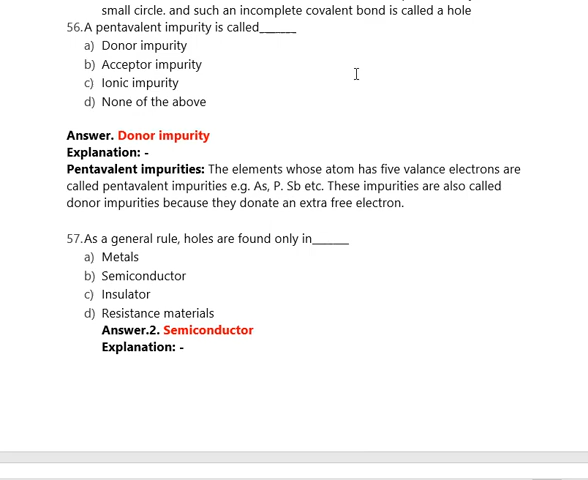 small circle. and such an incomplete covalent bond is called a hole
56.A pentavalent impurity is called______
a) Donor impurity
b) Acceptor impurity
c) Ionic impurity
d) None of the above
Answer. Donor impurity
Explanation: -
Pentavalent impurities: The elements whose atom has five valance electrons are
called pentavalent impurities e.g. As, P. Sb etc. These impurities are also called
donor impurities because they donate an extra free electron.
57.As a general rule, holes are found only in______
a) Metals
b) Semiconductor
c) Insulator
d) Resistance materials
Answer.2. Semiconductor
Explanation: -